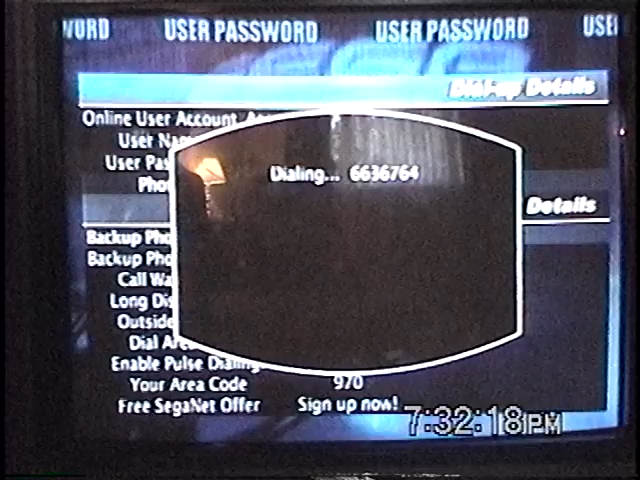 WORD USER PASSWORD USER PASSWORD USE
Dial-up Details
Online User Account
User Na
User Pas
Pho
Dialing... 6636764
Details
Backup Pho
Backup Pho
Call Wa
Long Dis
Outside
Dial Are
Enable Pulse Dialing
Your Area Code 970
Free SegaNet Offer Sign up now!
7:32:18PM